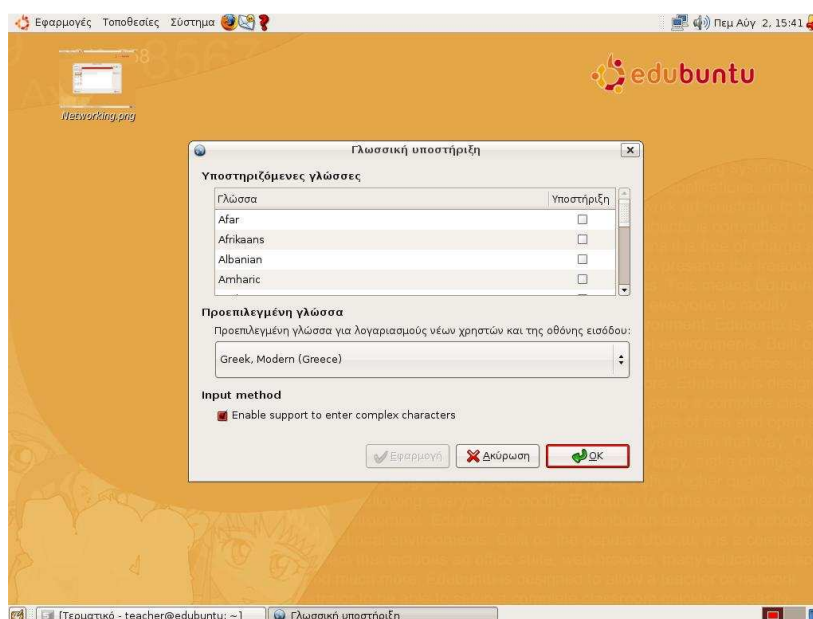 Εφαρμογές Τοποθεσίες Σύστημα Πεμ Αύγ 2, 15:41
edubuntu
Networking.png
Γλωσσική υποστήριξη
Υποστηριζόμενες γλώσσες
Γλώσσα Υποστήριξη
Afar
Afrikaans
Albanian
Amharic
Προεπιλεγμένη γλώσσα
Προεπιλεγμένη γλώσσα για λογαριασμούς νέων χρηστών και της οθόνης εισόδου:
Greek, Modern (Greece)
Input method
Enable support to enter complex characters
Εφαρμογή Ακύρωση OK
[Τερματικό - teacher@edubuntu: ~] Γλωσσική υποστήριξη